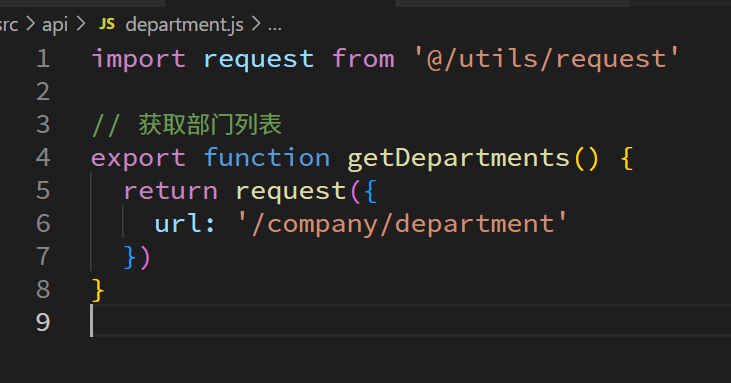 src > api > JS department.js > ...
1 import request from '@/utils/request'
2
3 // 获取部门列表
4 export function getDepartments() {
5   return request({
6     url: '/company/department'
7   })
8 }
9